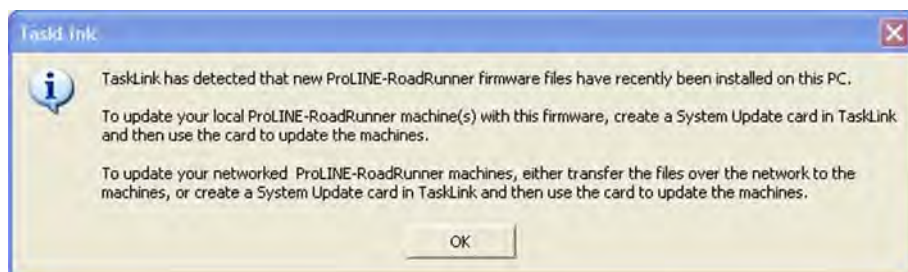 TaskLink
TaskLink has detected that new ProLINE-RoadRunner firmware files have recently been installed on this PC.
To update your local ProLINE-RoadRunner machine(s) with this firmware, create a System Update card in TaskLink
and then use the card to update the machines.
To update your networked ProLINE-RoadRunner machines, either transfer the files over the network to the
machines, or create a System Update card in TaskLink and then use the card to update the machines.
OK